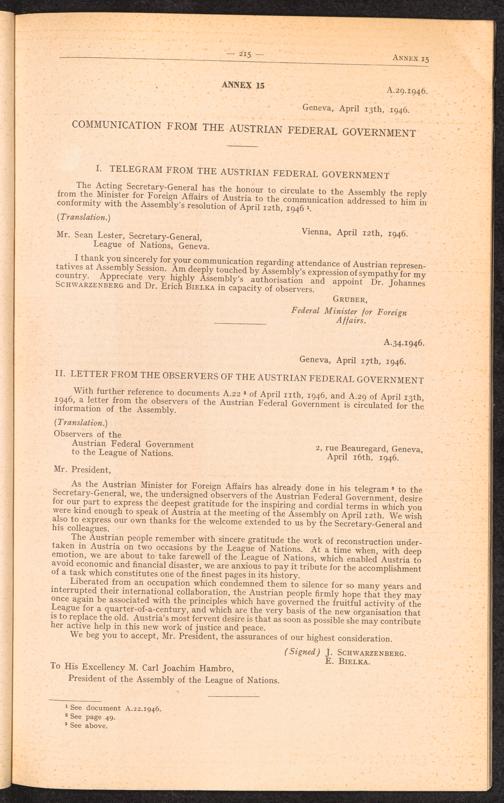 — 215 —
ANNEX 15
ANNEX 15
A.29.1946.
Geneva, April 13th, 1946.
COMMUNICATION FROM THE AUSTRIAN FEDERAL GOVERNMENT
I. TELEGRAM FROM THE AUSTRIAN FEDERAL GOVERNMENT
The Acting Secretary-General has the honour to circulate to the Assembly the reply
from the Minister for Foreign Affairs of Austria to the communication addressed to him in
conformity with the Assembly's resolution of April 12th, 1946 ¹.
(Translation.)
Vienna, April 12th, 1946.
Mr. Sean Lester, Secretary-General,
League of Nations, Geneva.
I thank you sincerely for your communication regarding attendance of Austrian represen-
tatives at Assembly Session. Am deeply touched by Assembly's expression of sympathy for my
country. Appreciate very highly Assembly's authorisation and appoint Dr. Johannes
SCHWARZENBERG and Dr. Erich BIELKA in capacity of observers.
GRUBER,
Federal Minister for Foreign
Affairs.
A.34.1946.
Geneva, April 17th, 1946.
II. LETTER FROM THE OBSERVERS OF THE AUSTRIAN FEDERAL GOVERNMENT
With further reference to documents A.22 ² of April 11th, 1946, and A.29 of April 13th,
1946, a letter from the observers of the Austrian Federal Government is circulated for the
information of the Assembly.
(Translation.)
Observers of the
Austrian Federal Government
to the League of Nations.
2, rue Beauregard, Geneva,
April 16th, 1946.
Mr. President,
As the Austrian Minister for Foreign Affairs has already done in his telegram ³ to the
Secretary-General, we, the undersigned observers of the Austrian Federal Government, desire
for our part to express the deepest gratitude for the inspiring and cordial terms in which you
were kind enough to speak of Austria at the meeting of the Assembly on April 12th. We wish
also to express our own thanks for the welcome extended to us by the Secretary-General and
his colleagues.
The Austrian people remember with sincere gratitude the work of reconstruction under-
taken in Austria on two occasions by the League of Nations. At a time when, with deep
emotion, we are about to take farewell of the League of Nations, which enabled Austria to
avoid economic and financial disaster, we are anxious to pay it tribute for the accomplishment
of a task which constitutes one of the finest pages in its history.
Liberated from an occupation which condemned them to silence for so many years and
interrupted their international collaboration, the Austrian people firmly hope that they may
once again be associated with the principles which have governed the fruitful activity of the
League for a quarter-of-a-century, and which are the very basis of the new organisation that
is to replace the old. Austria's most fervent desire is that as soon as possible she may contribute
her active help in this new work of justice and peace.
We beg you to accept, Mr. President, the assurances of our highest consideration.
(Signed) J. SCHWARZENBERG.
E. BIELKA.
To His Excellency M. Carl Joachim Hambro,
President of the Assembly of the League of Nations.
¹ See document A.22.1946.
² See page 49.
³ See above.